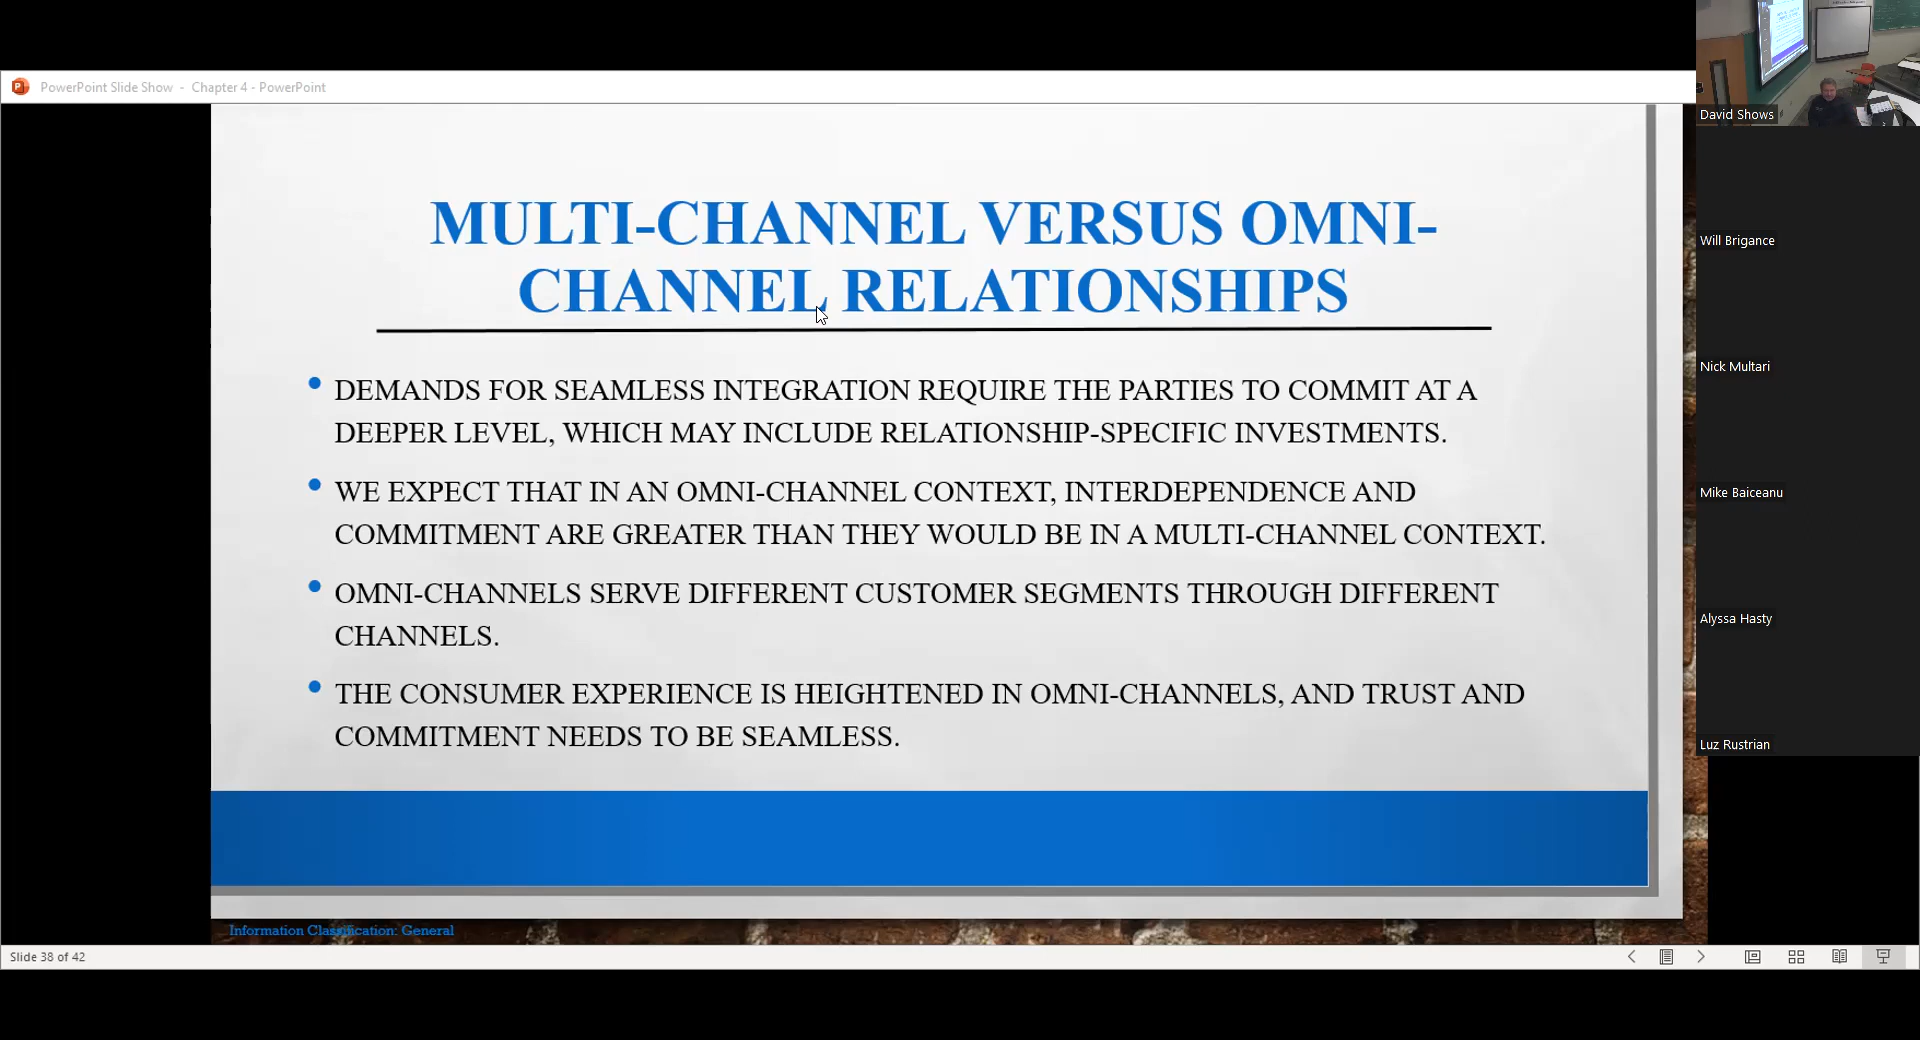 PowerPoint Slide Show - Chapter 4 - PowerPoint
MULTI-CHANNEL VERSUS OMNI-
CHANNEL RELATIONSHIPS
• DEMANDS FOR SEAMLESS INTEGRATION REQUIRE THE PARTIES TO COMMIT AT A
DEEPER LEVEL, WHICH MAY INCLUDE RELATIONSHIP-SPECIFIC INVESTMENTS.
• WE EXPECT THAT IN AN OMNI-CHANNEL CONTEXT, INTERDEPENDENCE AND
COMMITMENT ARE GREATER THAN THEY WOULD BE IN A MULTI-CHANNEL CONTEXT.
• OMNI-CHANNELS SERVE DIFFERENT CUSTOMER SEGMENTS THROUGH DIFFERENT
CHANNELS.
• THE CONSUMER EXPERIENCE IS HEIGHTENED IN OMNI-CHANNELS, AND TRUST AND
COMMITMENT NEEDS TO BE SEAMLESS.
Information Classification: General
Slide 38 of 42
David Shows
Will Brigance
Nick Multari
Mike Baiceanu
Alyssa Hasty
Luz Rustrian